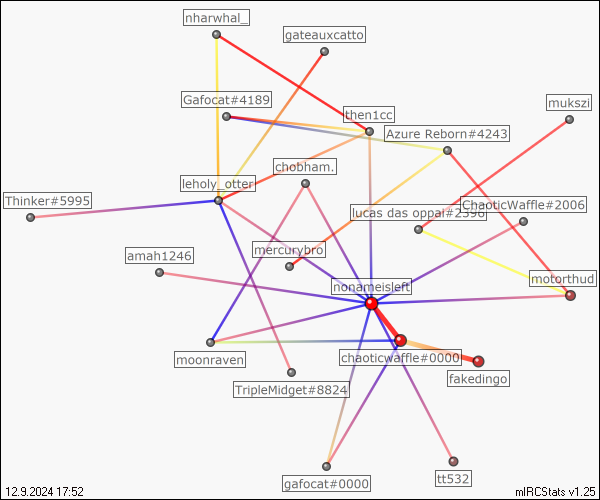 nharwhal_
gateauxcatto
Gafocat#4189
mukszi
then1cc
Azure Reborn#4243
chobham.
leholy_otter
Thinker#5995
ChaoticWaffle#2006
lucas das oppai#2398
mercurybro
amah1246
motorthud
nonameisleft
moonraven
chaoticwaffle#0000
fakedingo
TripleMidget#8824
gafocat#0000
tt532
12.9.2024 17:52
mIRCStats v1.25